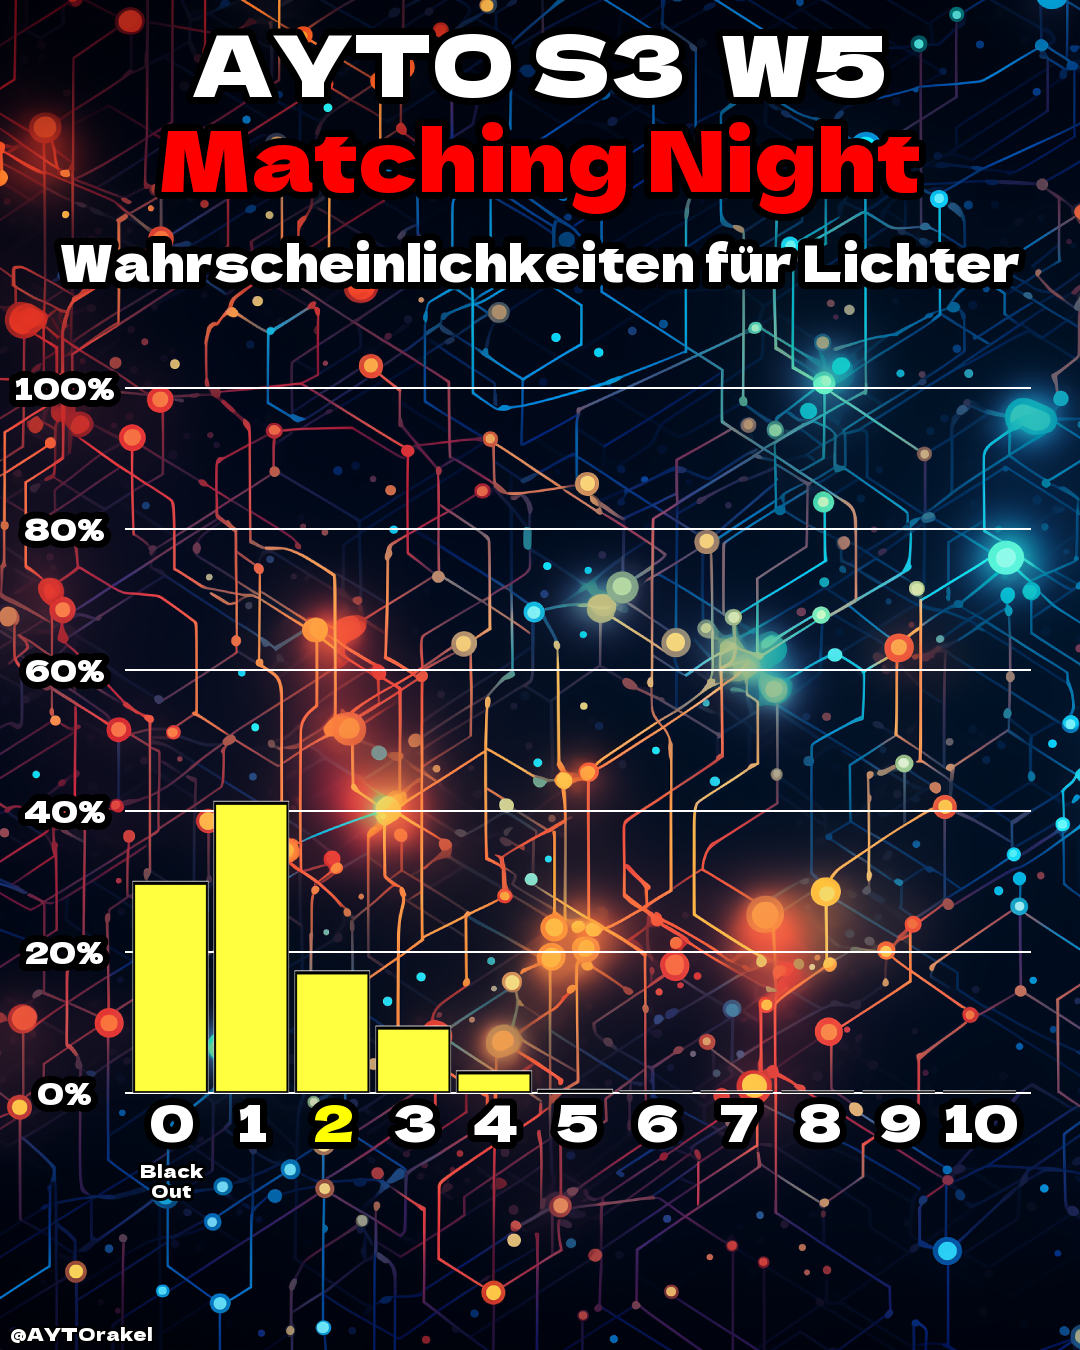 AYTO S3 W5
Matching Night
Wahrscheinlichkeiten für Lichter
100%
80%
60%
40%
20%
0%
0 1 2 3 4 5 6 7 8 9 10
Black
Out
@AYTOrakel